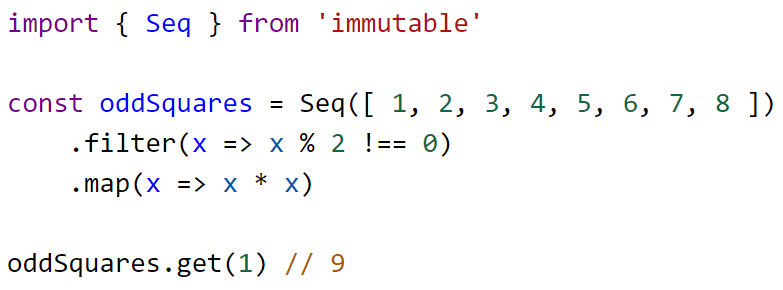 import { Seq } from 'immutable'

const oddSquares = Seq([ 1, 2, 3, 4, 5, 6, 7, 8 ])
    .filter(x => x % 2 !== 0)
    .map(x => x * x)

oddSquares.get(1) // 9